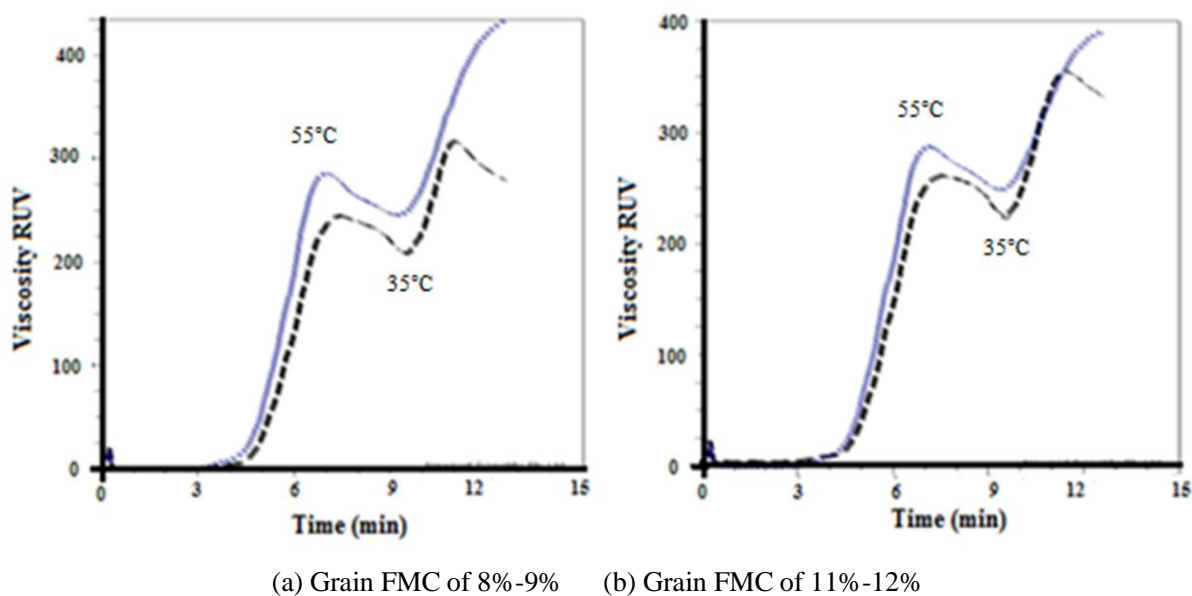 400
300
200
100
0
Viscosity RUV
55°C
35°C
0 3 6 9 12 15
Time (min)
400
300
200
100
0
Viscosity RUV
55°C
35°C
0 3 6 9 12 15
Time (min)
(a) Grain FMC of 8%-9% (b) Grain FMC of 11%-12%